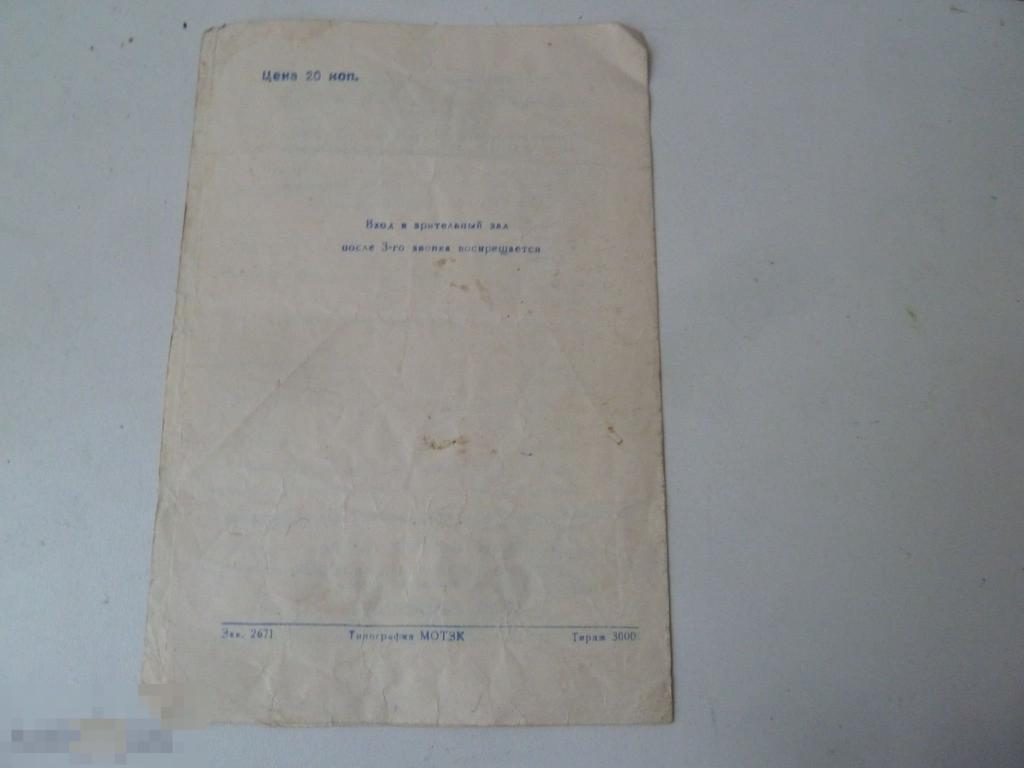 Цена 20 коп.
Вход в зрительный зал
после 3-го звонка воспрещается
Зак. 2671 Типография МОТЗК Тираж 3000